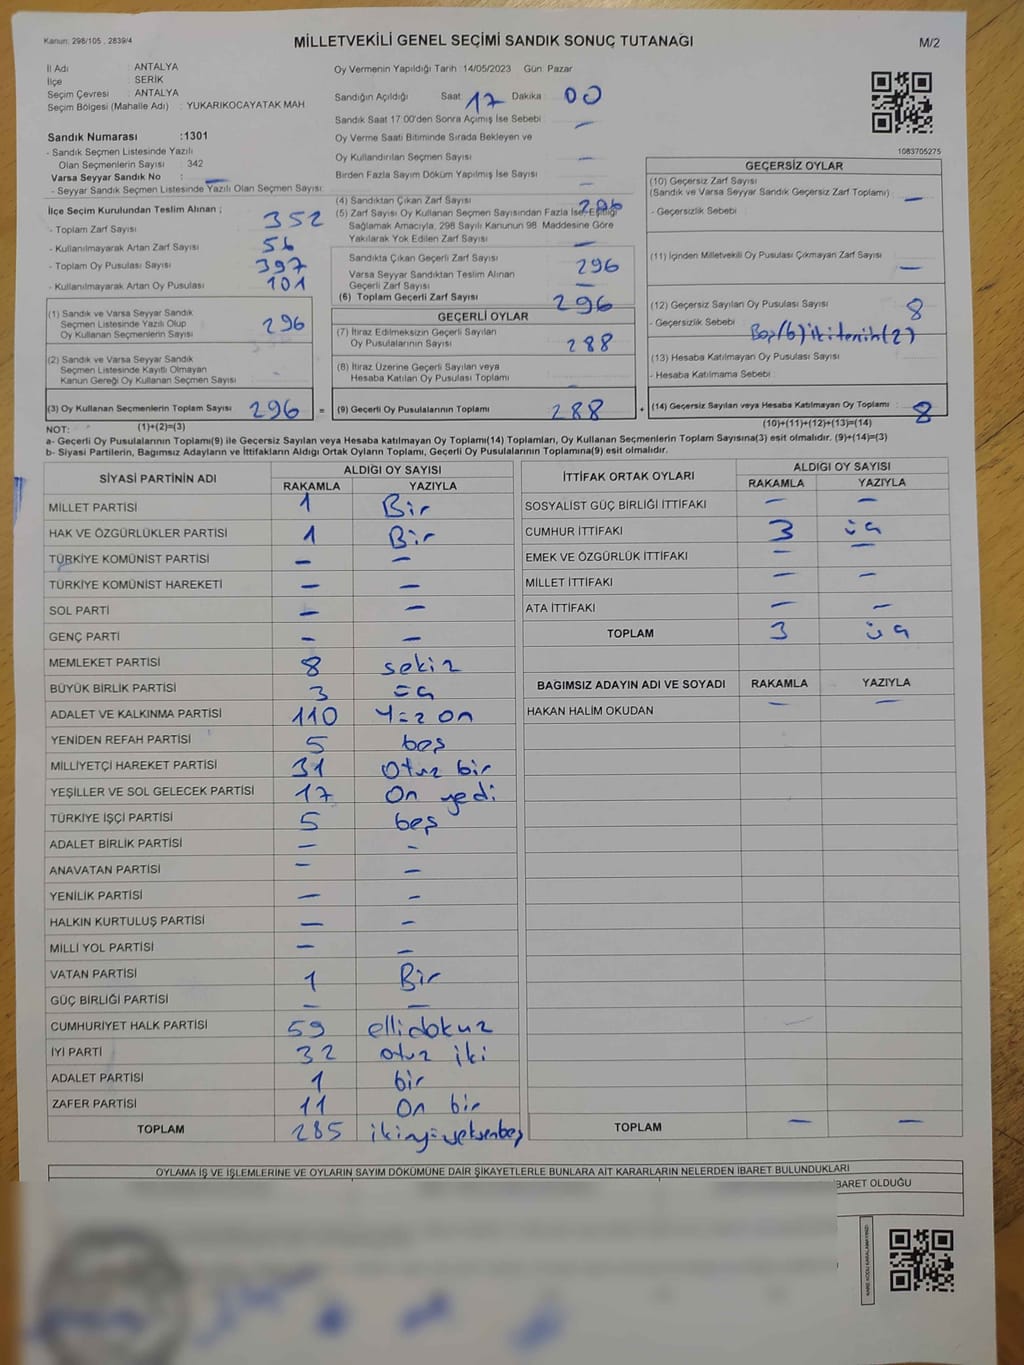 Kanun: 298/105 , 2839/4
MİLLETVEKİLİ GENEL SEÇİMİ SANDIK SONUÇ TUTANAĞI
M/2
İl Adı : ANTALYA
İlçe : SERİK
Seçim Çevresi : ANTALYA
Seçim Bölgesi (Mahalle Adı) : YUKARIKOCAYATAK MAH
Sandık Numarası :1301
- Sandık Seçmen Listesinde Yazılı
Olan Seçmenlerin Sayısı : 342
Varsa Seyyar Sandık No : —
- Seyyar Sandık Seçmen Listesinde Yazılı Olan Seçmen Sayısı:
Oy Vermenin Yapıldığı Tarih : 14/05/2023 Gün: Pazar
Sandığın Açıldığı Saat 17 Dakika : 00
Sandık Saat 17:00'den Sonra Açımış İse Sebebi : —
Oy Verme Saati Bitiminde Sırada Bekleyen ve
Oy Kullandırılan Seçmen Sayısı : —
Birden Fazla Sayım Döküm Yapılmış İse Sayısı : —
1083705275
İlçe Seçim Kurulundan Teslim Alınan ;
- Toplam Zarf Sayısı : 352
- Kullanılmayarak Artan Zarf Sayısı : 56
- Toplam Oy Pusulası Sayısı : 397
- Kullanılmayarak Artan Oy Pusulası : 101
(1) Sandık ve Varsa Seyyar Sandık
Seçmen Listesinde Yazılı Olup
Oy Kullanan Seçmenlerin Sayısı : 296
(2) Sandık ve Varsa Seyyar Sandık
Seçmen Listesinde Kayıtlı Olmayan
Kanun Gereği Oy Kullanan Seçmen Sayısı : -
(3) Oy Kullanan Seçmenlerin Toplam Sayısı : 296 =
(4) Sandıktan Çıkan Zarf Sayısı : 296
(5) Zarf Sayısı Oy Kullanan Seçmen Sayısından Fazla İse, Eşitliği
Sağlamak Amacıyla, 298 Sayılı Kanunun 98. Maddesine Göre
Yakılarak Yok Edilen Zarf Sayısı : —
Sandıkta Çıkan Geçerli Zarf Sayısı : 296
Varsa Seyyar Sandıktan Teslim Alınan
Geçerli Zarf Sayısı : —
(6) Toplam Geçerli Zarf Sayısı : 296
GEÇERLİ OYLAR
(7) İtiraz Edilmeksizin Geçerli Sayılan
Oy Pusulalarının Sayısı : 288
(8) İtiraz Üzerine Geçerli Sayılan veya
Hesaba Katılan Oy Pusulası Toplamı : -
(9) Geçerli Oy Pusulalarının Toplamı : 288 +
GEÇERSİZ OYLAR
(10) Geçersiz Zarf Sayısı
(Sandık ve Varsa Seyyar Sandık Geçersiz Zarf Toplamı) : —
- Geçersizlik Sebebi :
(11) İçinden Milletvekili Oy Pusulası Çıkmayan Zarf Sayısı : —
(12) Geçersiz Sayılan Oy Pusulası Sayısı : 8
- Geçersizlik Sebebi : Boş(6) iki tercih(2)
(13) Hesaba Katılmayan Oy Pusulası Sayısı :
- Hesaba Katılmama Sebebi :
(14) Geçersiz Sayılan veya Hesaba Katılmayan Oy Toplamı : 8
NOT: (1)+(2)=(3) (10)+(11)+(12)+(13)=(14)
a- Geçerli Oy Pusulalarının Toplamı(9) ile Geçersiz Sayılan veya Hesaba katılmayan Oy Toplamı(14) Toplamları, Oy Kullanan Seçmenlerin Toplam Sayısına(3) esit olmalıdır. (9)+(14)=(3)
b- Siyasi Partilerin, Bagımsız Adayların ve İttifakların Aldığı Ortak Oyların Toplamı, Geçerli Oy Pusulalarının Toplamına(9) esit olmalıdır.
SİYASİ PARTİNİN ADI ALDIĞI OY SAYISI
RAKAMLA YAZIYLA
MİLLET PARTİSİ 1 Bir
HAK VE ÖZGÜRLÜKLER PARTİSİ 1 Bir
TÜRKİYE KOMÜNİST PARTİSİ — —
TÜRKİYE KOMÜNİST HAREKETİ — —
SOL PARTİ — —
GENÇ PARTİ — —
MEMLEKET PARTİSİ 8 sekiz
BÜYÜK BİRLİK PARTİSİ 3 üç
ADALET VE KALKINMA PARTİSİ 110 Yüz on
YENİDEN REFAH PARTİSİ 5 beş
MİLLİYETÇİ HAREKET PARTİSİ 31 Otuz bir
YEŞİLLER VE SOL GELECEK PARTİSİ 17 On yedi
TÜRKİYE İŞÇİ PARTİSİ 5 beş
ADALET BİRLİK PARTİSİ — -
ANAVATAN PARTİSİ — —
YENİLİK PARTİSİ — -
HALKIN KURTULUŞ PARTİSİ — -
MİLLİ YOL PARTİSİ — —
VATAN PARTİSİ 1 Bir
GÜÇ BİRLİĞİ PARTİSİ — —
CUMHURİYET HALK PARTİSİ 59 elli dokuz
İYİ PARTİ 32 otuz iki
ADALET PARTİSİ 1 bir
ZAFER PARTİSİ 11 On bir
TOPLAM 285 ikiyüzseksenbeş
İTTİFAK ORTAK OYLARI ALDIĞI OY SAYISI
RAKAMLA YAZIYLA
SOSYALİST GÜÇ BİRLİĞİ İTTİFAKI — —
CUMHUR İTTİFAKI 3 üç
EMEK VE ÖZGÜRLÜK İTTİFAKI — —
MİLLET İTTİFAKI — —
ATA İTTİFAKI — —
TOPLAM 3 üç
BAĞIMSIZ ADAYIN ADI VE SOYADI RAKAMLA YAZIYLA
HAKAN HALİM OKUDAN — —
TOPLAM — —
OYLAMA İŞ VE İŞLEMLERİNE VE OYLARIN SAYIM DÖKÜMÜNE DAİR ŞİKAYETLERLE BUNLARA AİT KARARLARIN NELERDEN İBARET BULUNDUKLARI
BARET OLDUĞU